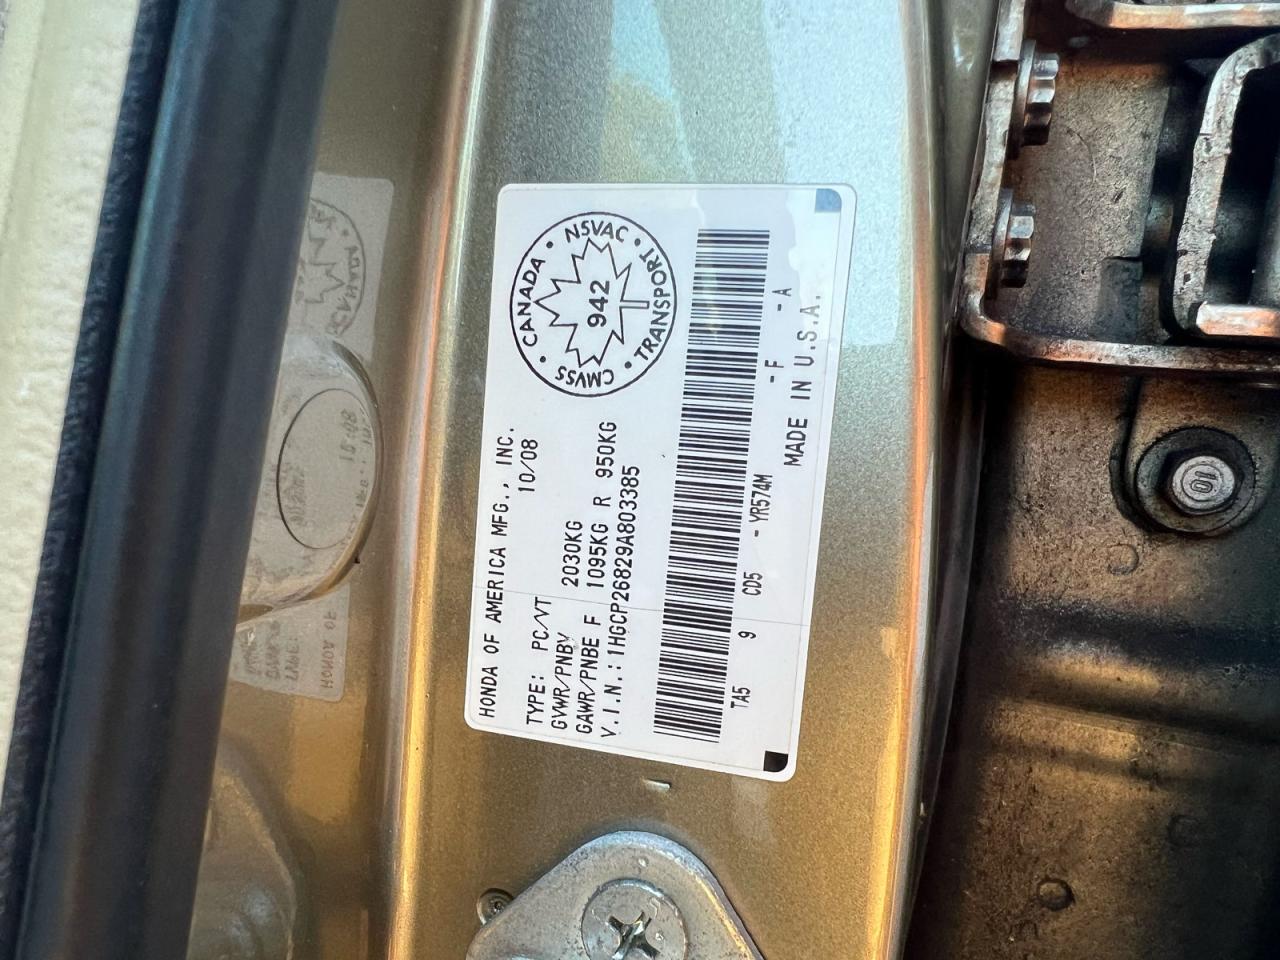 HONDA OF AMERICA MFG., INC.
10/08
TYPE: PC/VT
GVWR/PNBV 2030KG
GAWR/PNBE F 1095KG R 950KG
V.I.N.: 1HGCP26829A803385
TA5 9 CD5 - YR574M - F - A
MADE IN U.S.A.
CANADA • NSVAC • TRANSPORT • CMVSS •
942
10